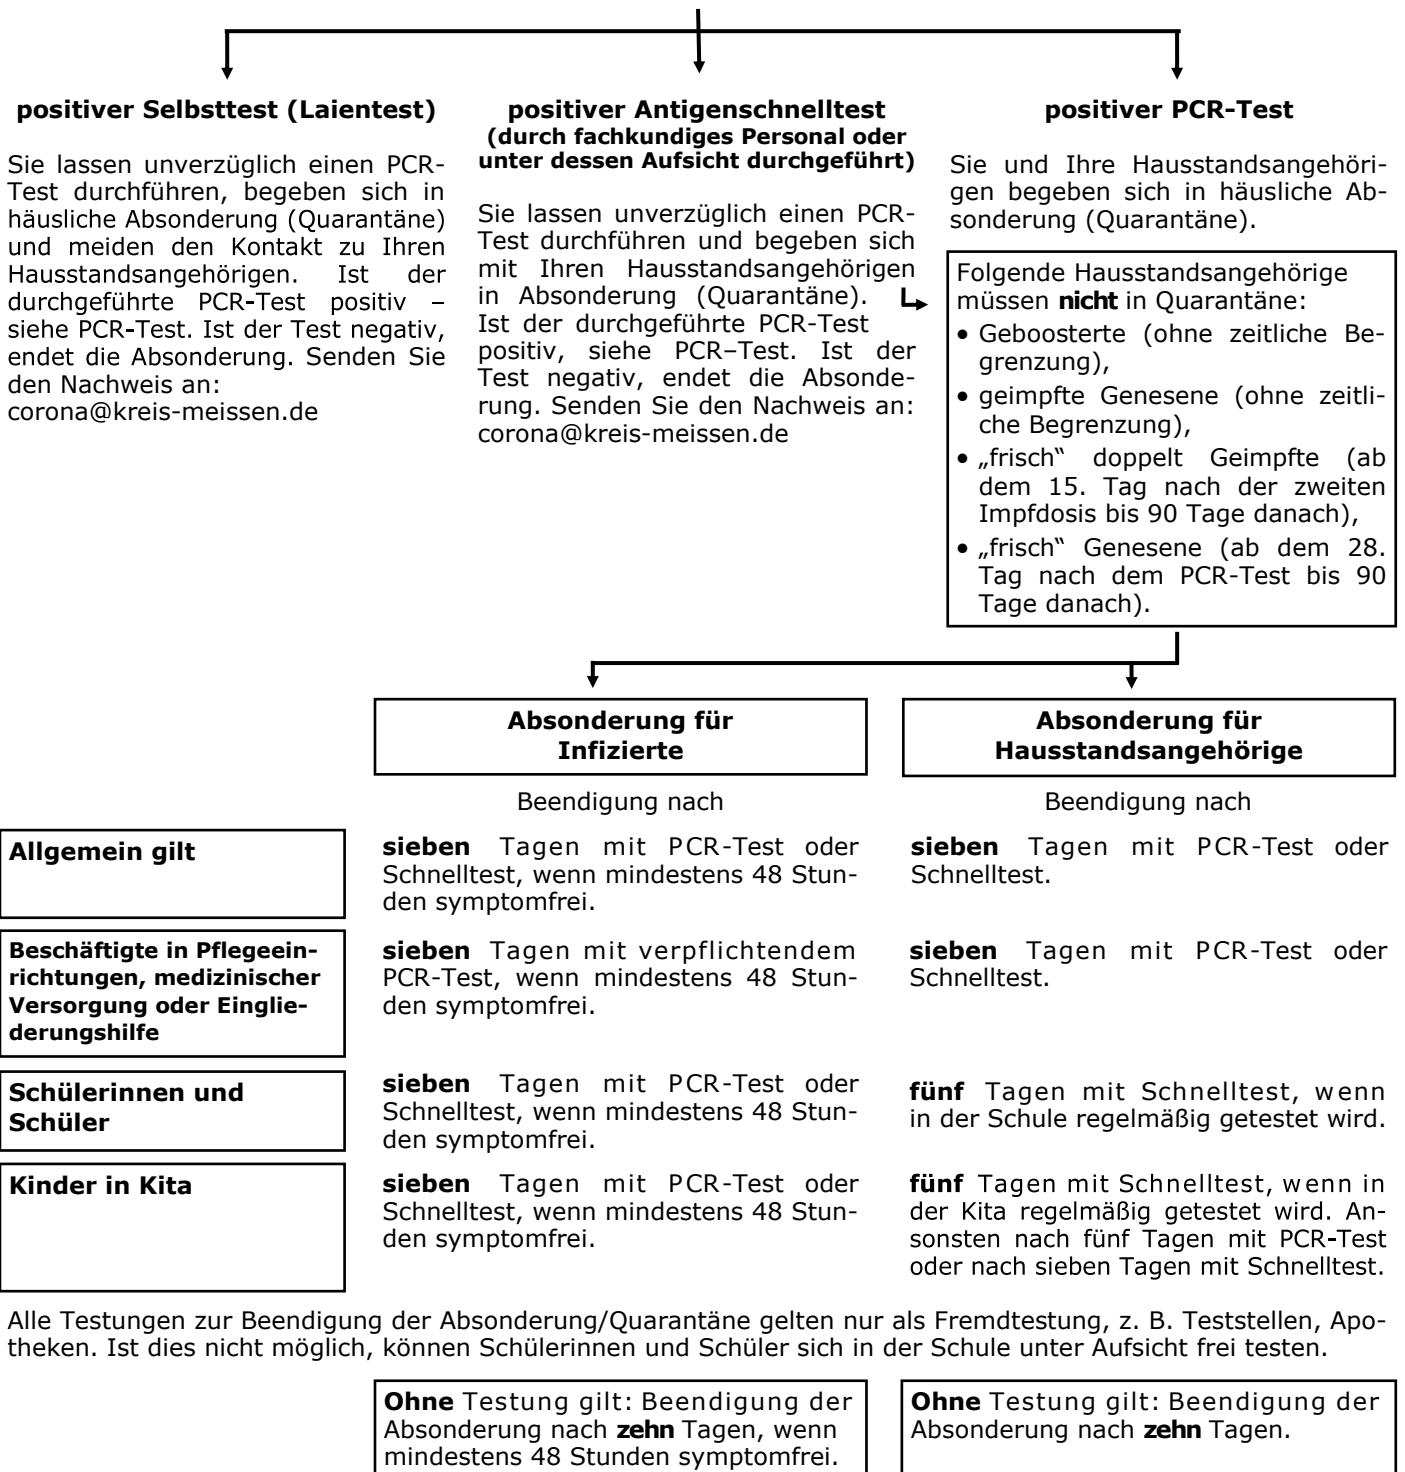 positiver Selbsttest (Laientest)
Sie lassen unverzüglich einen PCR-
Test durchführen, begeben sich in
häusliche Absonderung (Quarantäne)
und meiden den Kontakt zu Ihren
Hausstandsangehörigen. Ist der
durchgeführte PCR-Test positiv –
siehe PCR-Test. Ist der Test negativ,
endet die Absonderung. Senden Sie
den Nachweis an:
corona@kreis-meissen.de
positiver Antigenschnelltest
(durch fachkundiges Personal oder
unter dessen Aufsicht durchgeführt)
Sie lassen unverzüglich einen PCR-
Test durchführen und begeben sich
mit Ihren Hausstandsangehörigen
in Absonderung (Quarantäne).
Ist der durchgeführte PCR-Test
positiv, siehe PCR–Test. Ist der
Test negativ, endet die Absonde-
rung. Senden Sie den Nachweis an:
corona@kreis-meissen.de
positiver PCR-Test
Sie und Ihre Hausstandsangehöri-
gen begeben sich in häusliche Ab-
sonderung (Quarantäne).
Folgende Hausstandsangehörige
müssen nicht in Quarantäne:
• Geboosterte (ohne zeitliche Be-
grenzung),
• geimpfte Genesene (ohne zeitli-
che Begrenzung),
• „frisch“ doppelt Geimpfte (ab
dem 15. Tag nach der zweiten
Impfdosis bis 90 Tage danach),
• „frisch“ Genesene (ab dem 28.
Tag nach dem PCR-Test bis 90
Tage danach).
Absonderung für
Infizierte
Absonderung für
Hausstandsangehörige
Beendigung nach
Beendigung nach
Allgemein gilt
sieben Tagen mit PCR-Test oder
Schnelltest, wenn mindestens 48 Stun-
den symptomfrei.
sieben Tagen mit PCR-Test oder
Schnelltest.
Beschäftigte in Pflegeein-
richtungen, medizinischer
Versorgung oder Einglie-
derungshilfe
sieben Tagen mit verpflichtendem
PCR-Test, wenn mindestens 48 Stun-
den symptomfrei.
sieben Tagen mit PCR-Test oder
Schnelltest.
Schülerinnen und
Schüler
sieben Tagen mit PCR-Test oder
Schnelltest, wenn mindestens 48 Stun-
den symptomfrei.
fünf Tagen mit Schnelltest, wenn
in der Schule regelmäßig getestet wird.
Kinder in Kita
sieben Tagen mit PCR-Test oder
Schnelltest, wenn mindestens 48 Stun-
den symptomfrei.
fünf Tagen mit Schnelltest, wenn in
der Kita regelmäßig getestet wird. An-
sonsten nach fünf Tagen mit PCR-Test
oder nach sieben Tagen mit Schnelltest.
Alle Testungen zur Beendigung der Absonderung/Quarantäne gelten nur als Fremdtestung, z. B. Teststellen, Apo-
theken. Ist dies nicht möglich, können Schülerinnen und Schüler sich in der Schule unter Aufsicht frei testen.
Ohne Testung gilt: Beendigung der
Absonderung nach zehn Tagen, wenn
mindestens 48 Stunden symptomfrei.
Ohne Testung gilt: Beendigung der
Absonderung nach zehn Tagen.